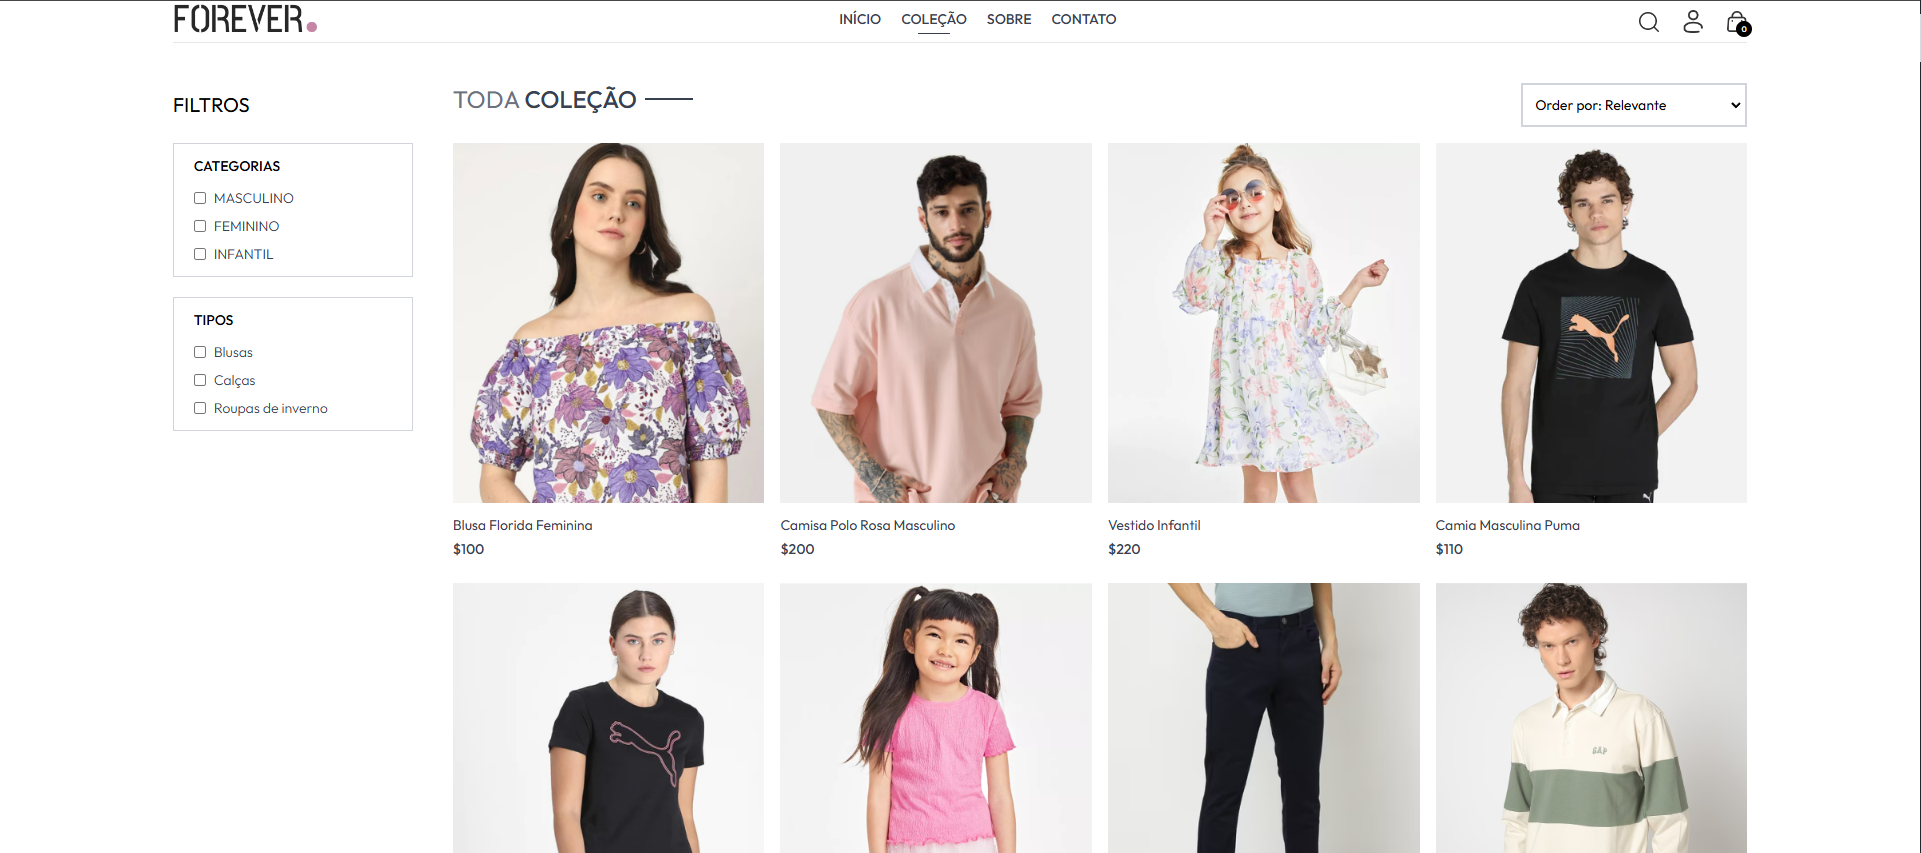 FOREVER.
INÍCIO COLEÇÃO SOBRE CONTATO
0
FILTROS
TODA COLEÇÃO
Order por: Relevante
CATEGORIAS
MASCULINO
FEMININO
INFANTIL
TIPOS
Blusas
Calças
Roupas de inverno
Blusa Florida Feminina
$100
Camisa Polo Rosa Masculino
$200
Vestido Infantil
$220
Camia Masculina Puma
$110
GAP